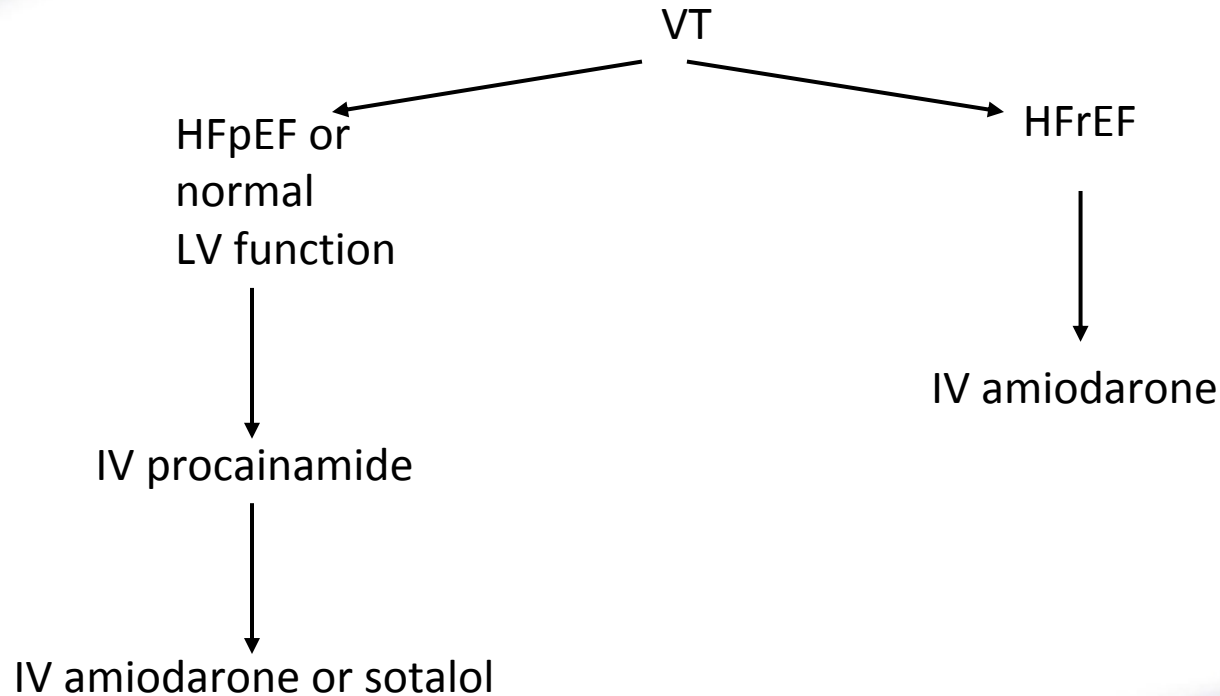 VT
HFpEF or
normal
LV function
HFrEF
IV amiodarone
IV procainamide
IV amiodarone or sotalol